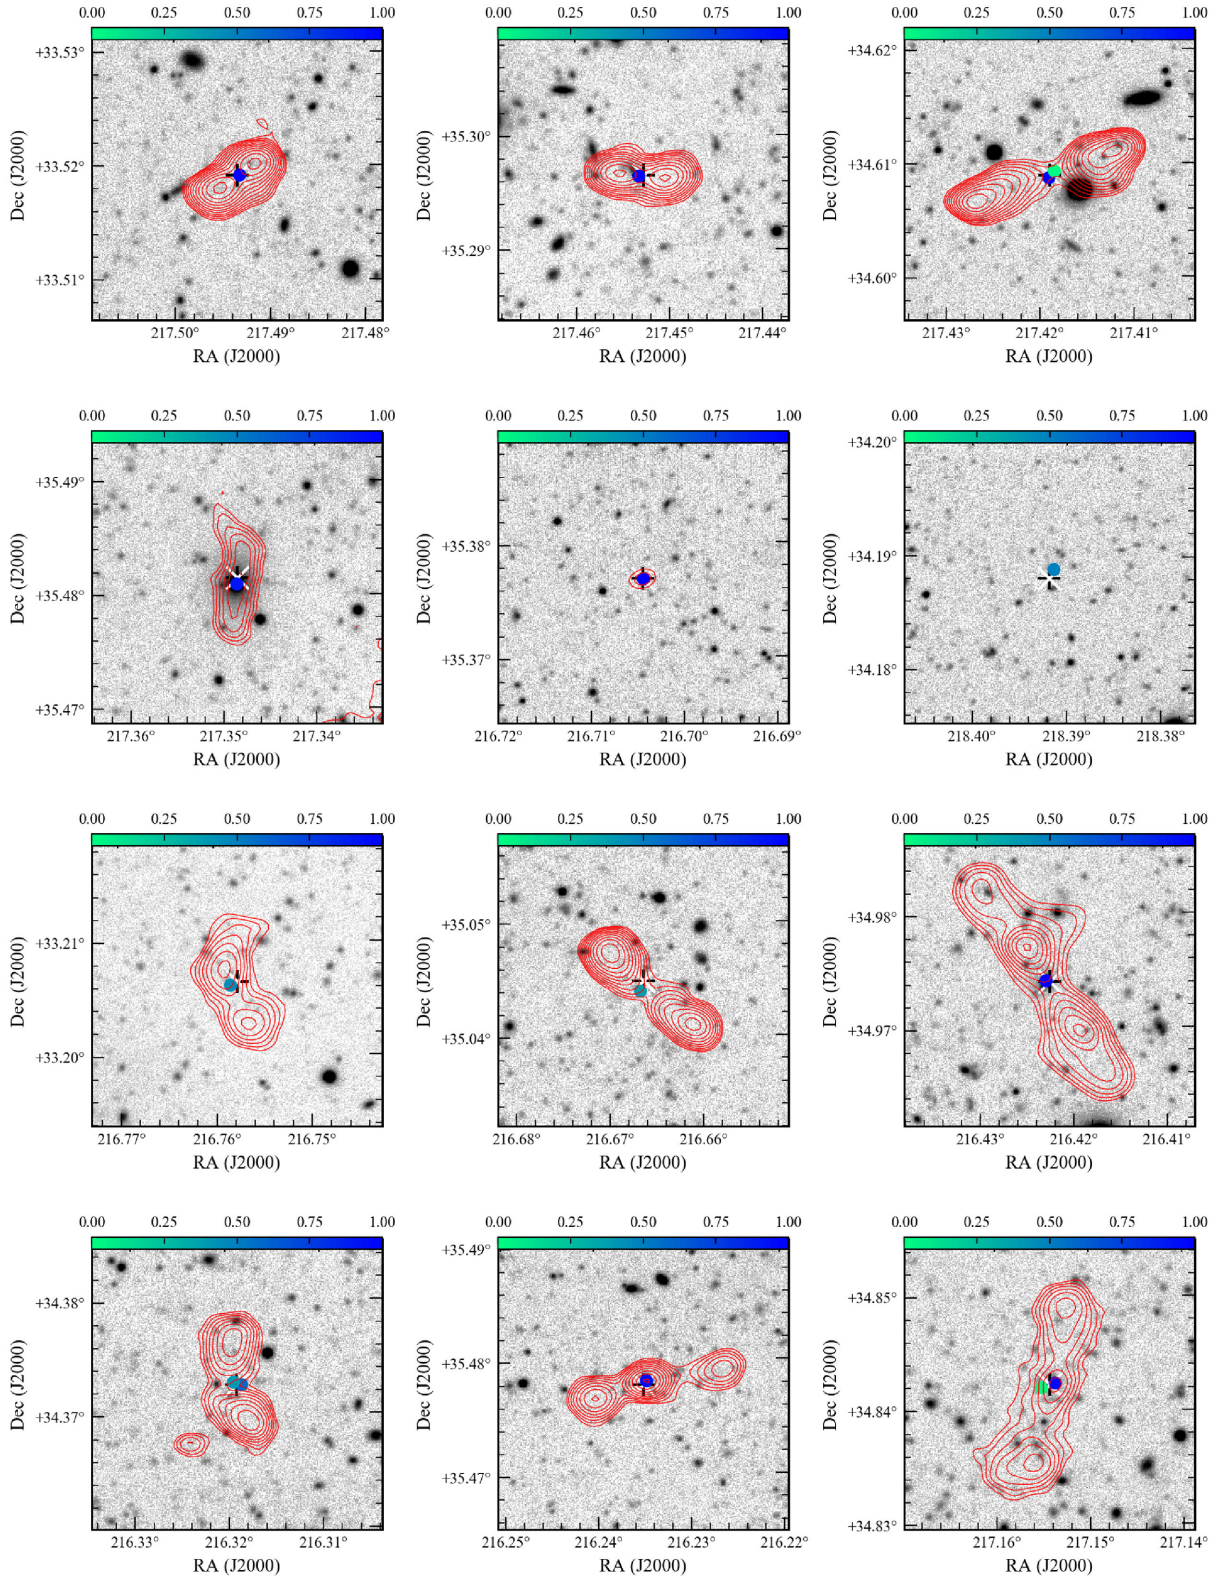 0.00 0.25 0.50 0.75 1.00 0.00 0.25 0.50 0.75 1.00 0.00 0.25 0.50 0.75 1.00
+33.53°
+33.52°
+33.51°
Dec (J2000)
217.50° 217.49° 217.48°
RA (J2000)
+35.30°
+35.29°
Dec (J2000)
217.46° 217.45° 217.44°
RA (J2000)
+34.62°
+34.61°
+34.60°
Dec (J2000)
217.43° 217.42° 217.41°
RA (J2000)
0.00 0.25 0.50 0.75 1.00 0.00 0.25 0.50 0.75 1.00 0.00 0.25 0.50 0.75 1.00
+35.49°
+35.48°
+35.47°
Dec (J2000)
217.36° 217.35° 217.34°
RA (J2000)
+35.38°
+35.37°
Dec (J2000)
216.72° 216.71° 216.70° 216.69°
RA (J2000)
+34.20°
+34.19°
+34.18°
Dec (J2000)
218.40° 218.39° 218.38°
RA (J2000)
0.00 0.25 0.50 0.75 1.00 0.00 0.25 0.50 0.75 1.00 0.00 0.25 0.50 0.75 1.00
+33.21°
+33.20°
Dec (J2000)
216.77° 216.76° 216.75°
RA (J2000)
+35.05°
+35.04°
Dec (J2000)
216.68° 216.67° 216.66°
RA (J2000)
+34.98°
+34.97°
Dec (J2000)
216.43° 216.42° 216.41°
RA (J2000)
0.00 0.25 0.50 0.75 1.00 0.00 0.25 0.50 0.75 1.00 0.00 0.25 0.50 0.75 1.00
+34.38°
+34.37°
Dec (J2000)
216.33° 216.32° 216.31°
RA (J2000)
+35.49°
+35.48°
+35.47°
Dec (J2000)
216.25° 216.24° 216.23° 216.22°
RA (J2000)
+34.85°
+34.84°
+34.83°
Dec (J2000)
217.16° 217.15° 217.14°
RA (J2000)